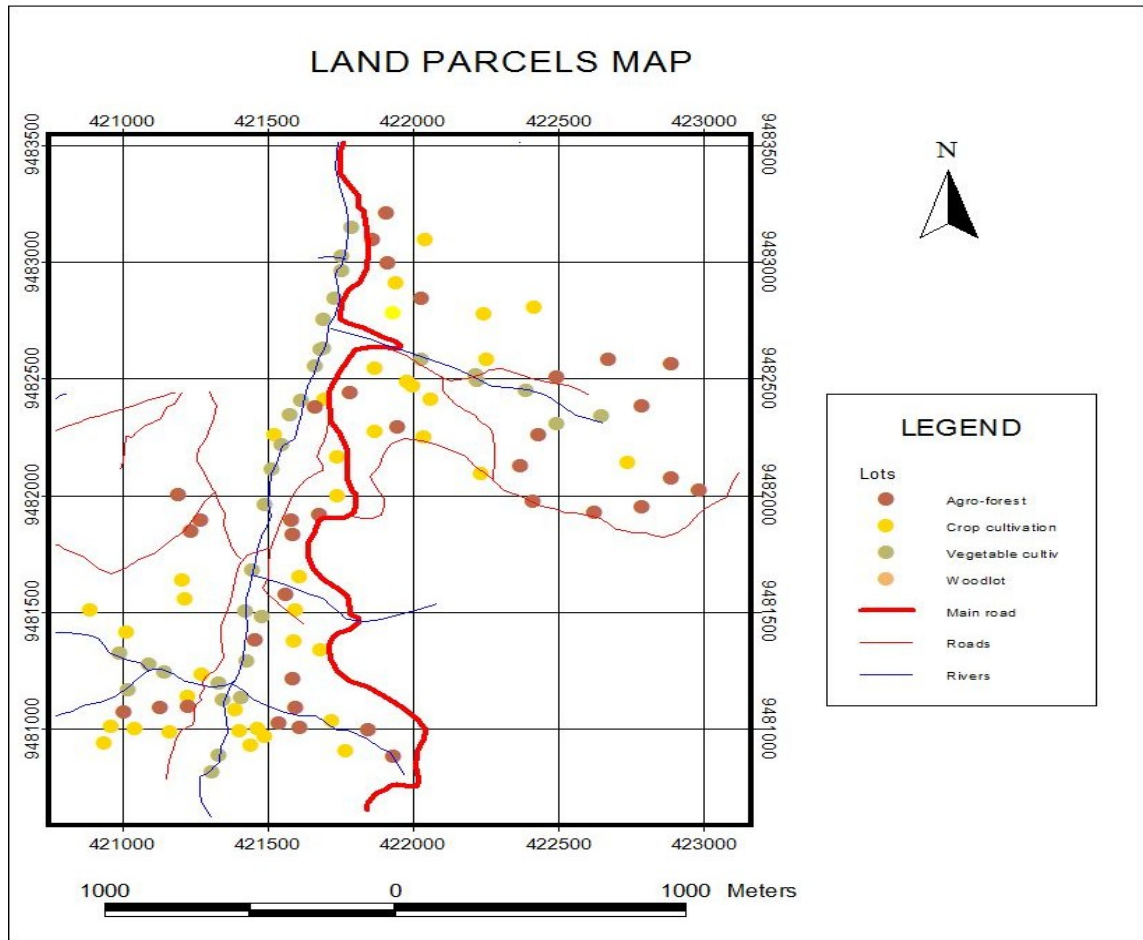 LAND PARCELS MAP
421000 421500 422000 422500 423000
9483500 9483500
N
9483000 9483000
9482500 9482500
LEGEND
Lots
Agro-forest
Crop cultivation
Vegetable cultiv
Woodlot
Main road
Roads
Rivers
9482000 9482000
9481500 9481500
9481000 9481000
421000 421500 422000 422500 423000
1000 0 1000 Meters